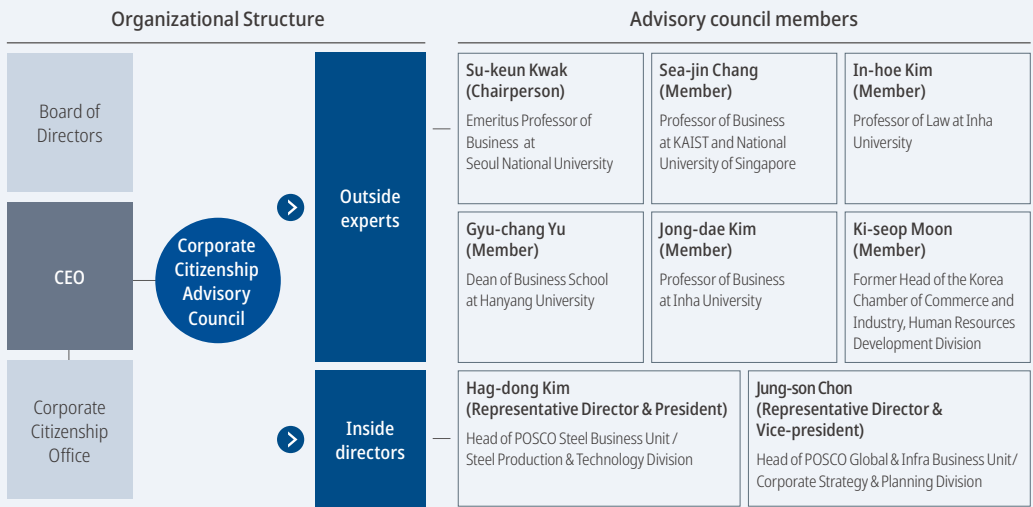 Organizational Structure
Board of
Directors
CEO
Corporate
Citizenship
Office
Corporate
Citizenship
Advisory
Council
Outside
experts
Inside
directors
Advisory council members
Su-keun Kwak
(Chairperson)
Emeritus Professor of
Business at
Seoul National University
Sea-jin Chang
(Member)
Professor of Business
at KAIST and National
University of Singapore
In-hoe Kim
(Member)
Professor of Law at Inha
University
Gyu-chang Yu
(Member)
Dean of Business School
at Hanyang University
Jong-dae Kim
(Member)
Professor of Business
at Inha University
Ki-seop Moon
(Member)
Former Head of the Korea
Chamber of Commerce and
Industry, Human Resources
Development Division
Hag-dong Kim
(Representative Director & President)
Head of POSCO Steel Business Unit /
Steel Production & Technology Division
Jung-son Chon
(Representative Director &
Vice-president)
Head of POSCO Global & Infra Business Unit/
Corporate Strategy & Planning Division